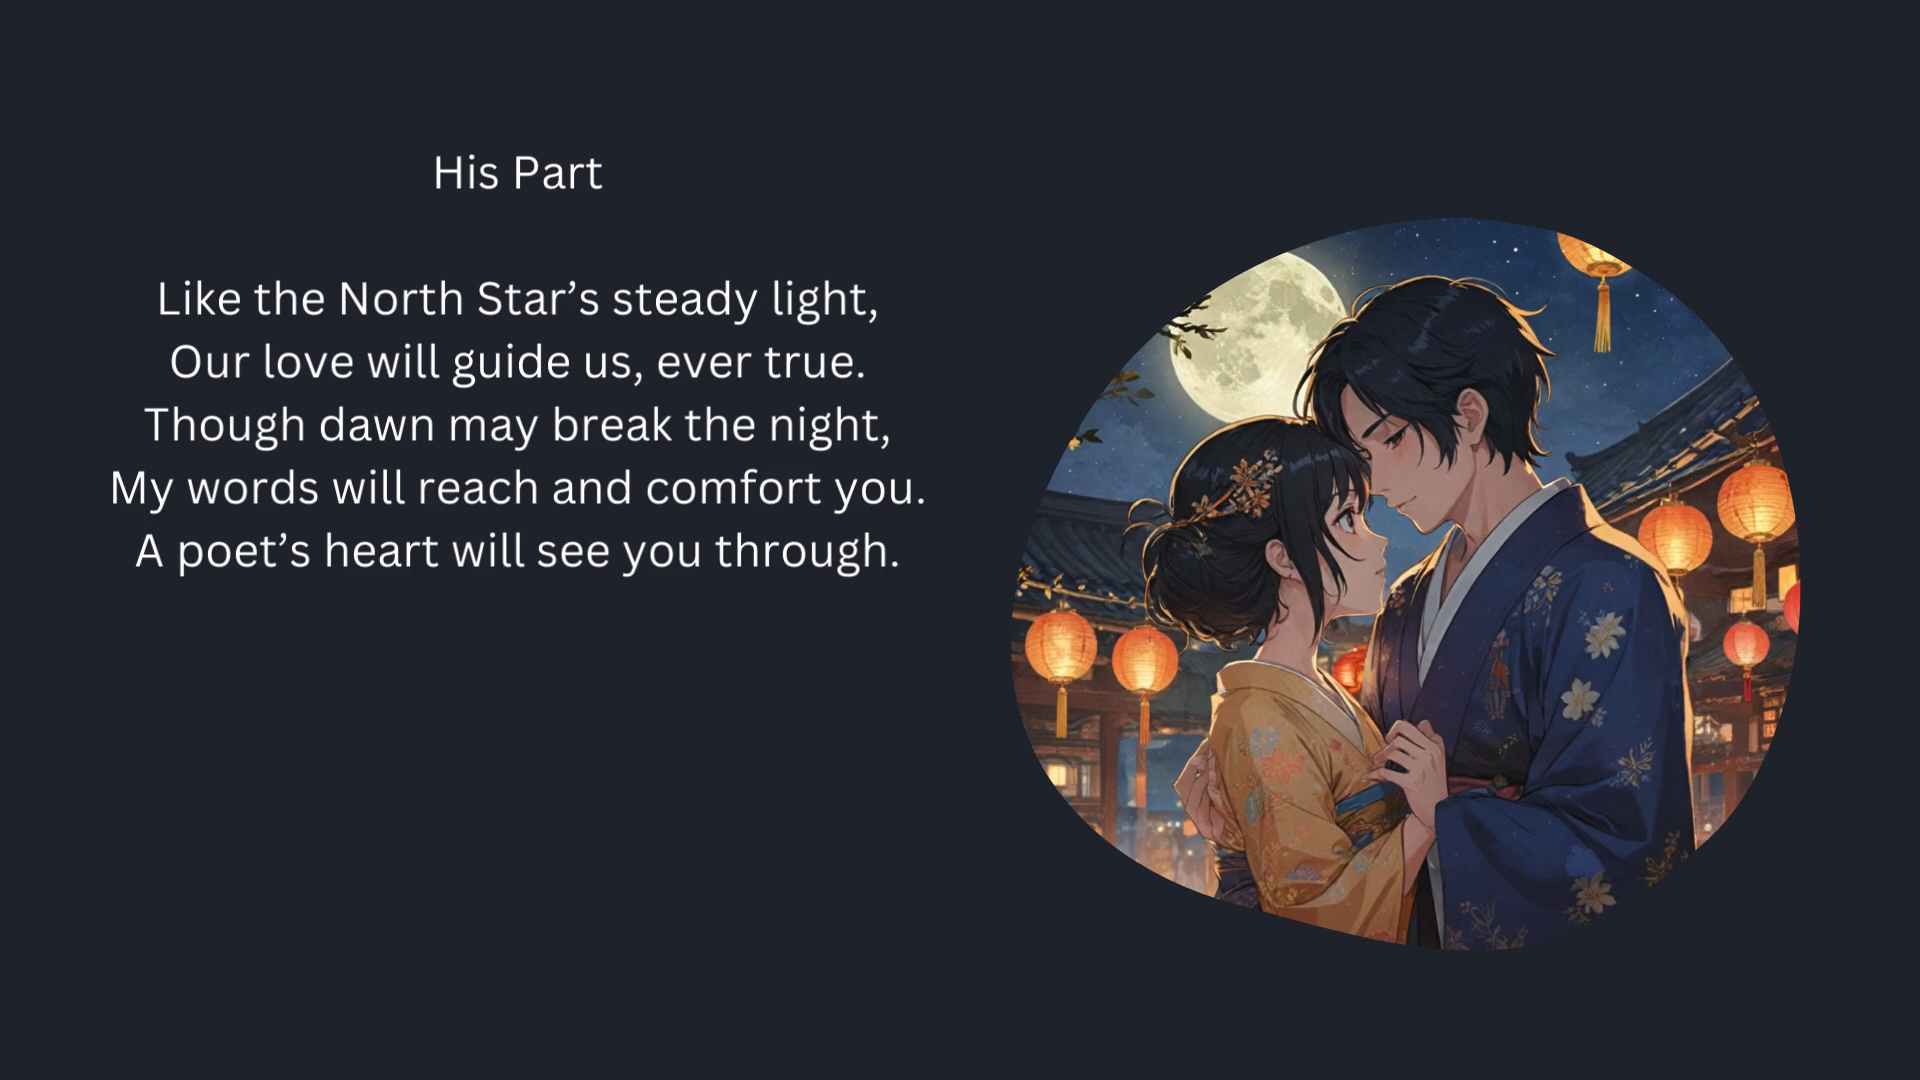 His Part
Like the North Star’s steady light,
Our love will guide us, ever true.
Though dawn may break the night,
My words will reach and comfort you.
A poet’s heart will see you through.